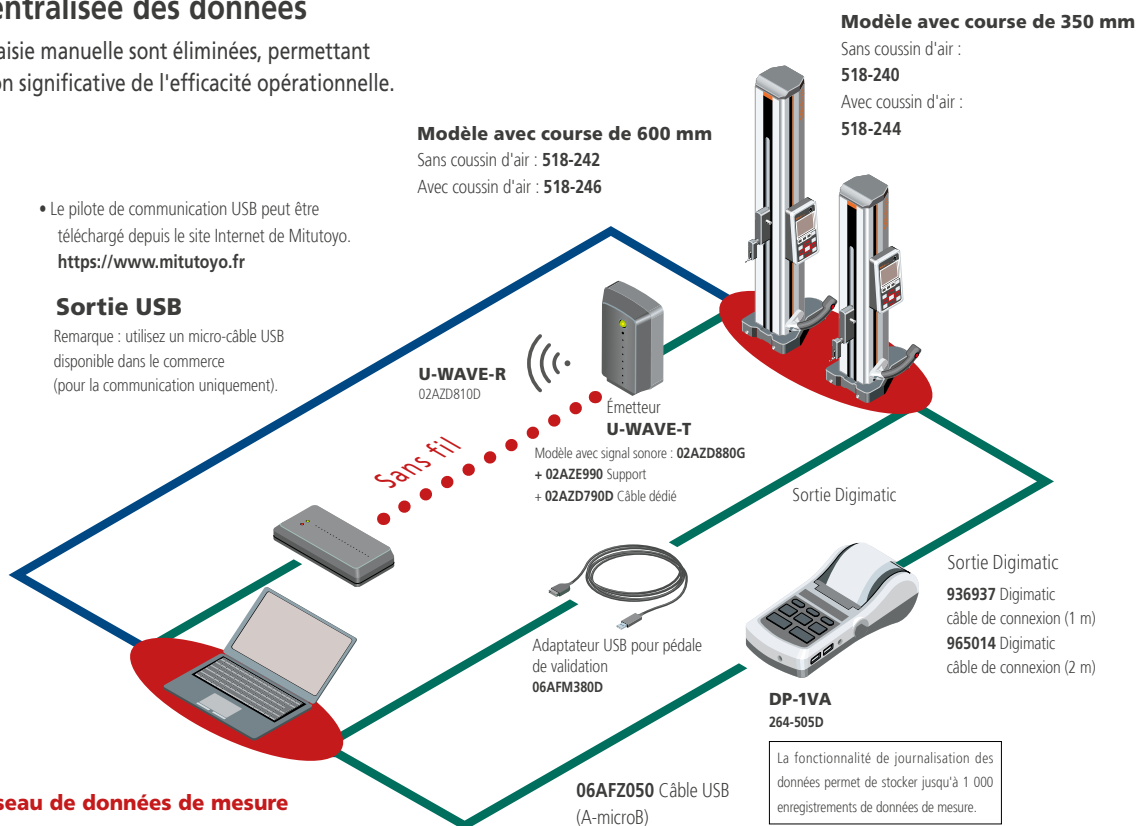 entralisée des données
aisie manuelle sont éliminées, permettant
on significative de l'efficacité opérationnelle.
Modèle avec course de 350 mm
Sans coussin d'air :
518-240
Avec coussin d'air :
518-244
Modèle avec course de 600 mm
Sans coussin d'air : 518-242
Avec coussin d'air : 518-246
• Le pilote de communication USB peut être
téléchargé depuis le site Internet de Mitutoyo.
https://www.mitutoyo.fr
Sortie USB
Remarque : utilisez un micro-câble USB
disponible dans le commerce
(pour la communication uniquement).
U-WAVE-R
02AZD810D
Sans fil
Émetteur
U-WAVE-T
Modèle avec signal sonore : 02AZD880G
+ 02AZE990 Support
+ 02AZD790D Câble dédié
Sortie Digimatic
Sortie Digimatic
936937 Digimatic
câble de connexion (1 m)
965014 Digimatic
câble de connexion (2 m)
Adaptateur USB pour pédale
de validation
06AFM380D
DP-1VA
264-505D
La fonctionnalité de journalisation des
données permet de stocker jusqu'à 1 000
enregistrements de données de mesure.
06AFZ050 Câble USB
(A-microB)
seau de données de mesure